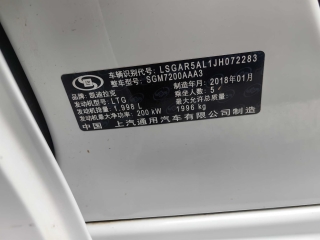 车辆识别代号: LSGAR5AL1JH072283
整车型号: SGM7200AAA3
品牌: 凯迪拉克
制造年月: 2018年01月
发动机型号: LTG
乘坐人数: 5
发动机排量: 1,998 L
最大允许总质量:
发动机最大净功率: 200 kW
1996 kg
中国 上汽通用汽车有限公司 制造